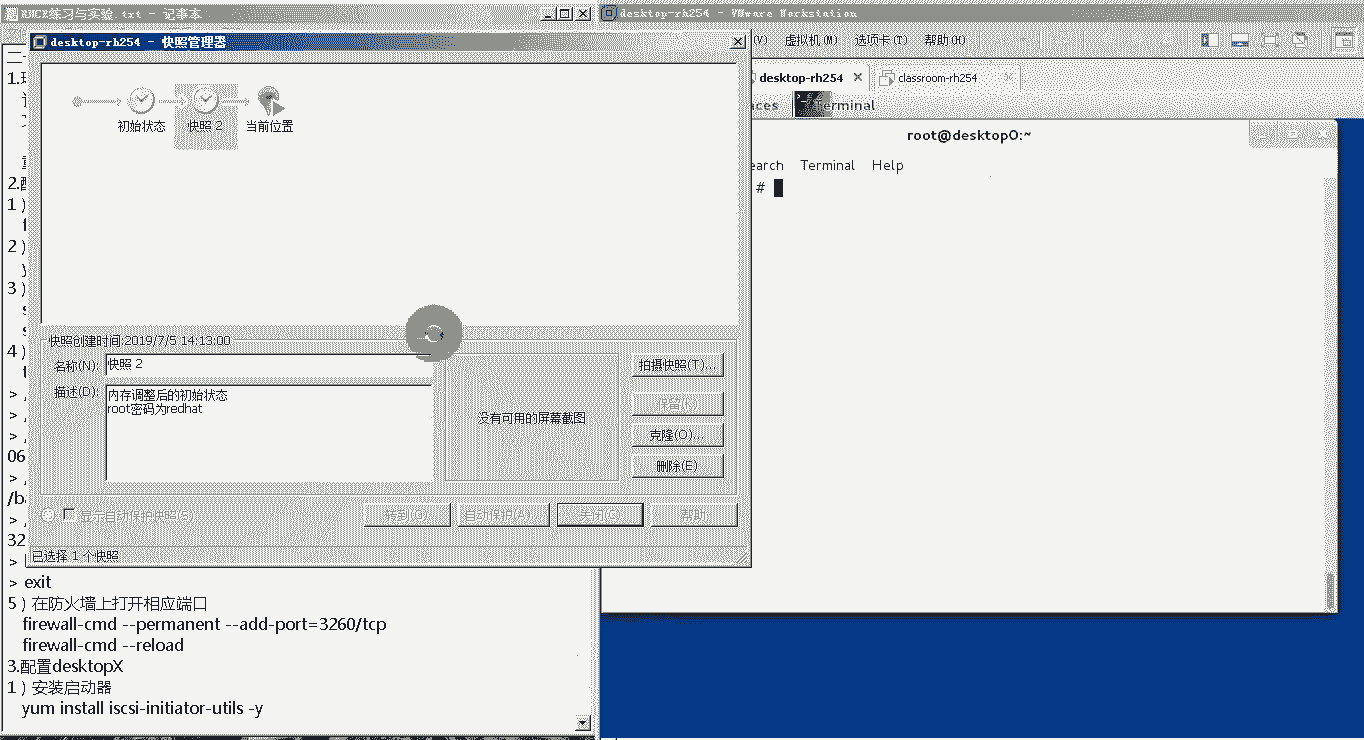 RHCE练习与实验.txt - 记事本
desktop-rh254 - VMware Workstation
desktop-rh254 - 快照管理器
(V) 虚拟机(M) 选项卡(T) 帮助(H)
desktop-rh254
classroom-rh254
Terminal
root@desktop0:~
Terminal Help
#
初始状态
快照 2
当前位置
快照创建时间:2019/7/5 14:13:00
名称(N):
快照 2
描述(D):
内存调整后的初始状态
root密码为redhat
没有可用的屏幕截图
拍摄快照(T)...
保留(K)
克隆(O)...
删除(E)
显示自动保护快照(S)
转到(G)
自动保护(A)...
关闭(C)
帮助
已选择 1 个快照
1.
2.
1）
2）
3）
4）
>
>
>
06
>
/b
>
32
>
> exit
5）在防火墙上打开相应端口
firewall-cmd --permanent --add-port=3260/tcp
firewall-cmd --reload
3.配置desktopX
1）安装启动器
yum install iscsi-initiator-utils -y